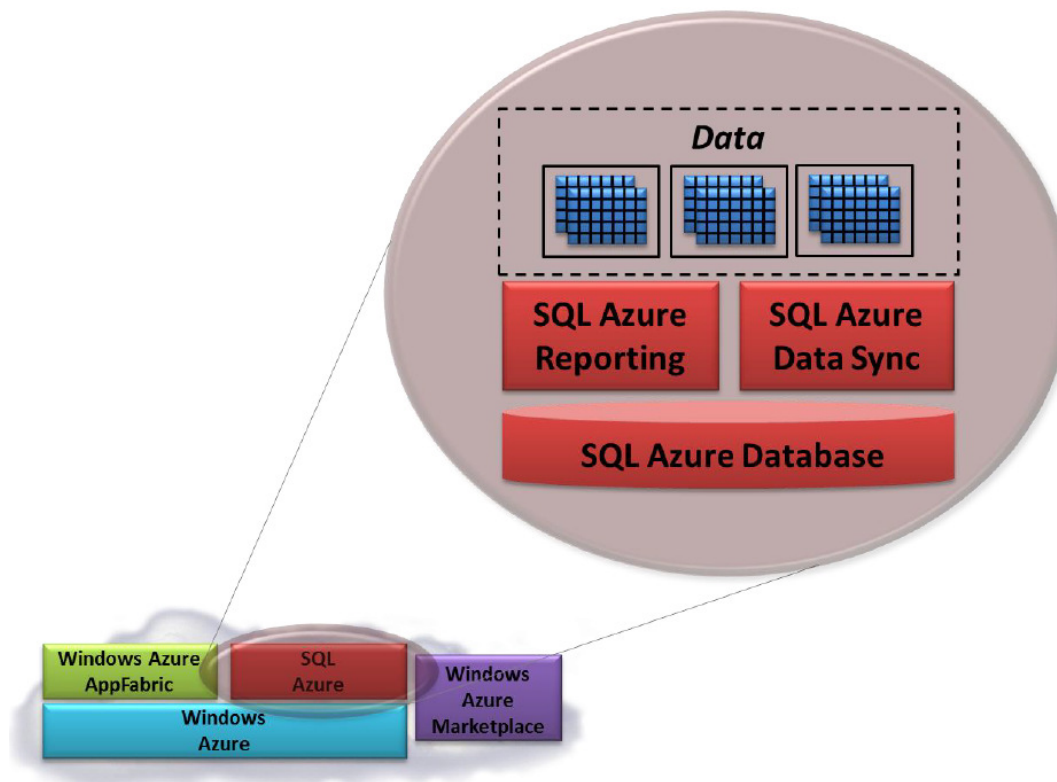 Data
SQL Azure
Reporting
SQL Azure
Data Sync
SQL Azure Database
Windows Azure
AppFabric
SQL
Azure
Windows
Azure
Marketplace
Windows
Azure